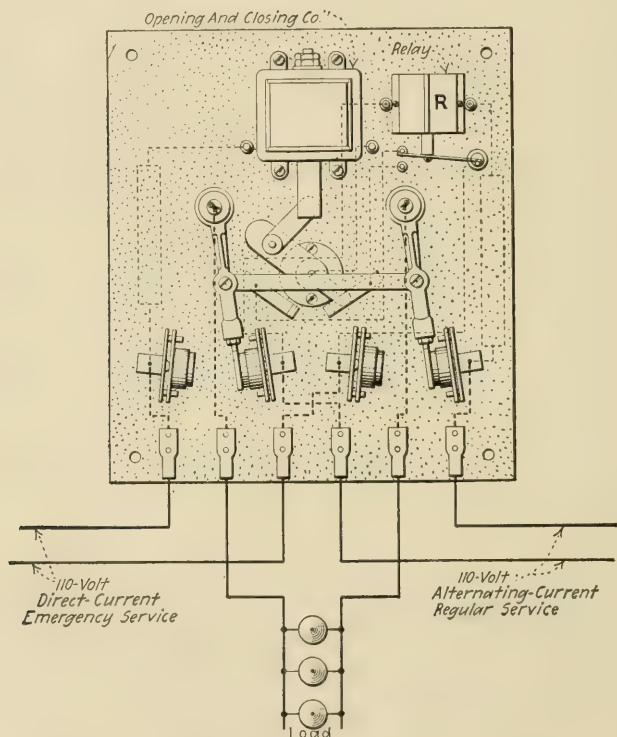 Opening And Closing Co.
Relay
R
110-Volt
Direct-Current
Emergency Service
110-Volt
Alternating-Current
Regular Service
Load